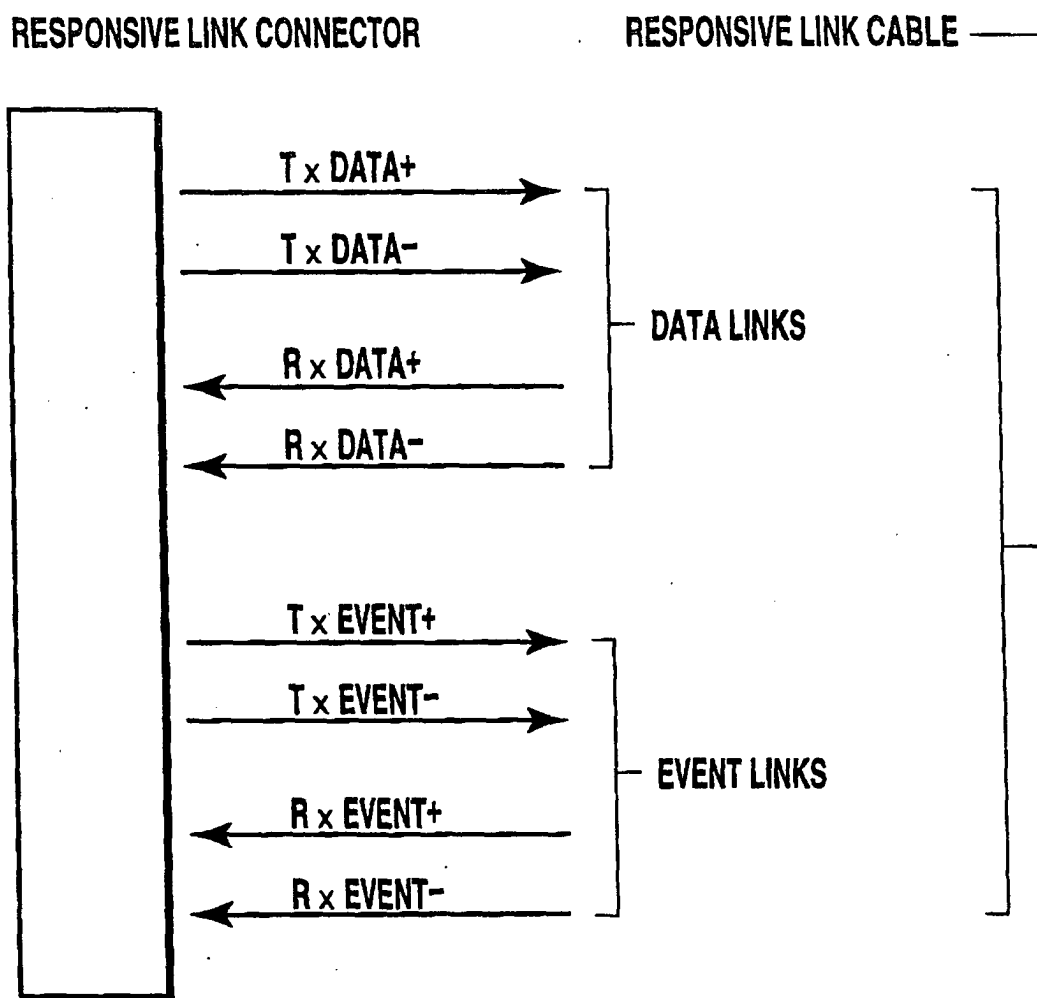 RESPONSIVE LINK CONNECTOR
RESPONSIVE LINK CABLE
T x DATA+
T x DATA-
DATA LINKS
R x DATA+
R x DATA-
T x EVENT+
T x EVENT-
EVENT LINKS
R x EVENT+
R x EVENT-